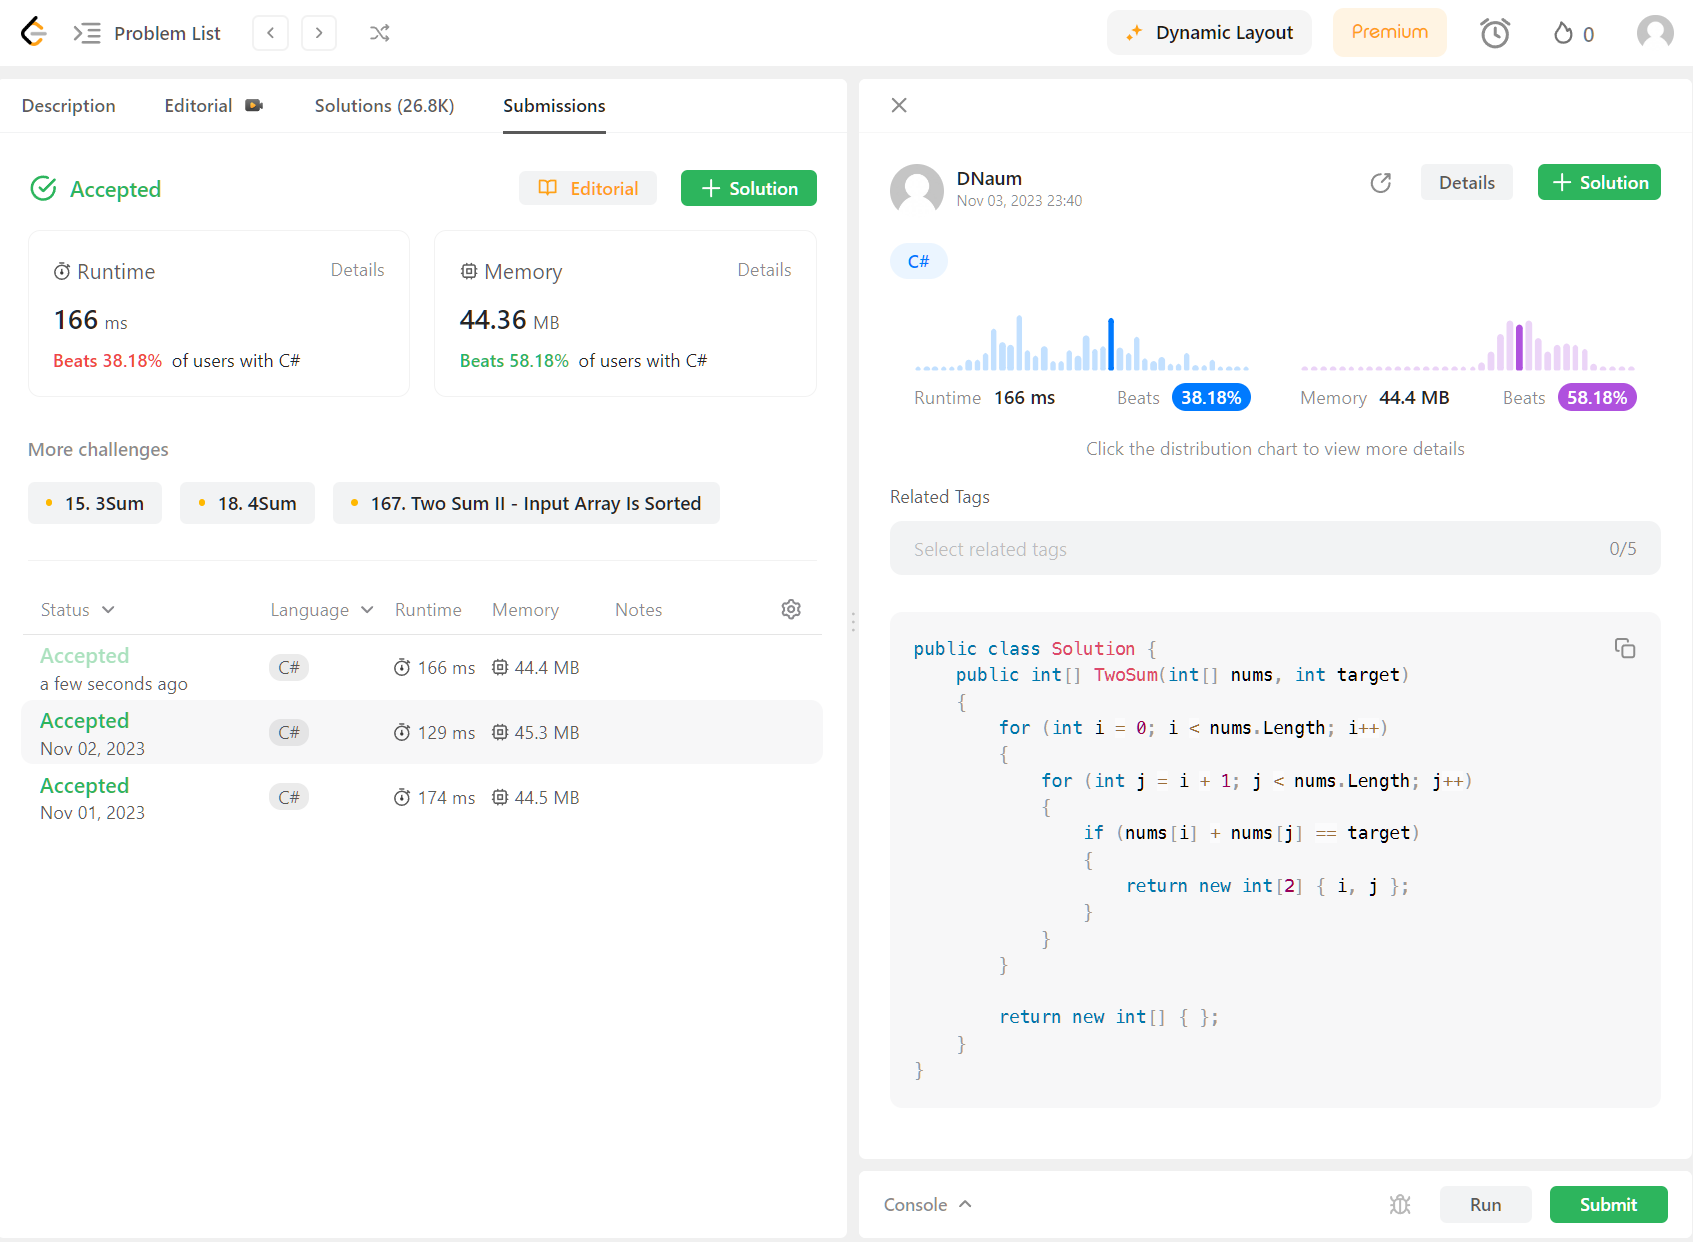 Problem List
Dynamic Layout
Premium
0
Description
Editorial
Solutions (26.8K)
Submissions
Accepted
Editorial
Solution
Runtime
Details
166 ms
Beats 38.18% of users with C#
Memory
Details
44.36 MB
Beats 58.18% of users with C#
More challenges
15. 3Sum
18. 4Sum
167. Two Sum II - Input Array Is Sorted
Status Language Runtime Memory Notes
Accepted
a few seconds ago
C# 166 ms 44.4 MB
Accepted
Nov 02, 2023
C# 129 ms 45.3 MB
Accepted
Nov 01, 2023
C# 174 ms 44.5 MB
DNaum
Nov 03, 2023 23:40
Details
Solution
C#
Runtime 166 ms Beats 38.18%
Memory 44.4 MB Beats 58.18%
Click the distribution chart to view more details
Related Tags
Select related tags 0/5
public class Solution {
    public int[] TwoSum(int[] nums, int target)
    {
        for (int i = 0; i < nums.Length; i++)
        {
            for (int j = i + 1; j < nums.Length; j++)
            {
                if (nums[i] + nums[j] == target)
                {
                    return new int[2] { i, j };
                }
            }
        }

        return new int[] { };
    }
}
Console
Run
Submit